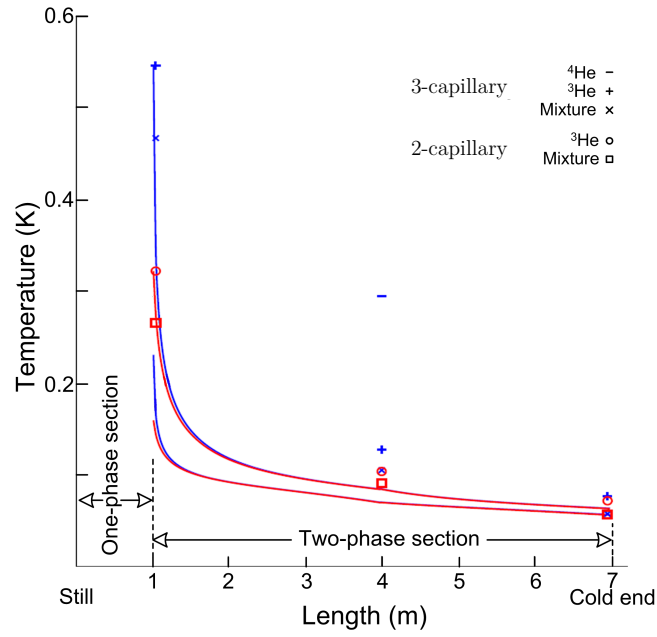 0.6
⁴He −
3-capillary ³He +
Mixture ×
2-capillary ³He ○
Mixture □
Temperature (K)
0.4
0.2
One-phase section
Two-phase section
0
1 2 3 4 5 6 7
Still Cold end
Length (m)